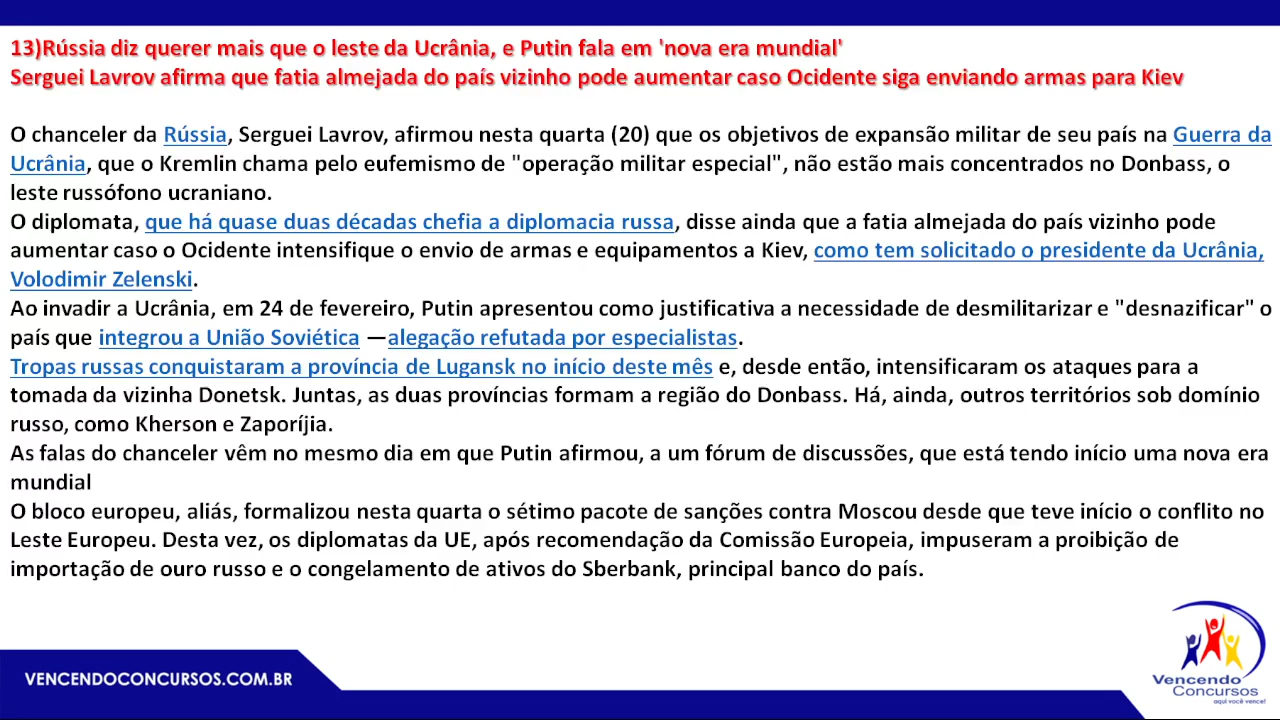 13)Rússia diz querer mais que o leste da Ucrânia, e Putin fala em 'nova era mundial'
Serguei Lavrov afirma que fatia almejada do país vizinho pode aumentar caso Ocidente siga enviando armas para Kiev
O chanceler da Rússia, Serguei Lavrov, afirmou nesta quarta (20) que os objetivos de expansão militar de seu país na Guerra da
Ucrânia, que o Kremlin chama pelo eufemismo de "operação militar especial", não estão mais concentrados no Donbass, o
leste russófono ucraniano.
O diplomata, que há quase duas décadas chefia a diplomacia russa, disse ainda que a fatia almejada do país vizinho pode
aumentar caso o Ocidente intensifique o envio de armas e equipamentos a Kiev, como tem solicitado o presidente da Ucrânia,
Volodimir Zelenski.
Ao invadir a Ucrânia, em 24 de fevereiro, Putin apresentou como justificativa a necessidade de desmilitarizar e "desnazificar" o
país que integrou a União Soviética —alegação refutada por especialistas.
Tropas russas conquistaram a província de Lugansk no início deste mês e, desde então, intensificaram os ataques para a
tomada da vizinha Donetsk. Juntas, as duas províncias formam a região do Donbass. Há, ainda, outros territórios sob domínio
russo, como Kherson e Zaporíjia.
As falas do chanceler vêm no mesmo dia em que Putin afirmou, a um fórum de discussões, que está tendo início uma nova era
mundial
O bloco europeu, aliás, formalizou nesta quarta o sétimo pacote de sanções contra Moscou desde que teve início o conflito no
Leste Europeu. Desta vez, os diplomatas da UE, após recomendação da Comissão Europeia, impuseram a proibição de
importação de ouro russo e o congelamento de ativos do Sberbank, principal banco do país.
VENCENDOCONCURSOS.COM.BR
Vencendo
Concursos
aqui você vence!